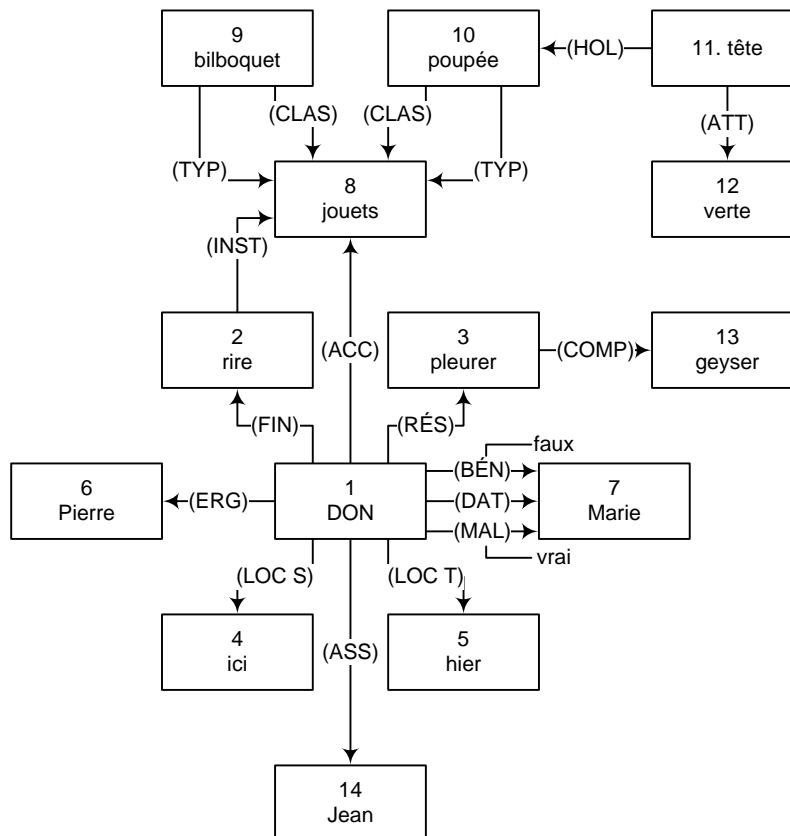 9
bilboquet
10
poupée
(HOL)
11. tête
(CLAS)
(CLAS)
(ATT)
(TYP)
(TYP)
8
jouets
12
verte
(INST)
2
rire
(ACC)
3
pleurer
(COMP)
13
geyser
(FIN)
(RÉS)
faux
6
Pierre
(ERG)
1
DON
(BÉN)
(DAT)
(MAL)
7
Marie
vrai
(LOC S)
(LOC T)
4
ici
(ASS)
5
hier
14
Jean